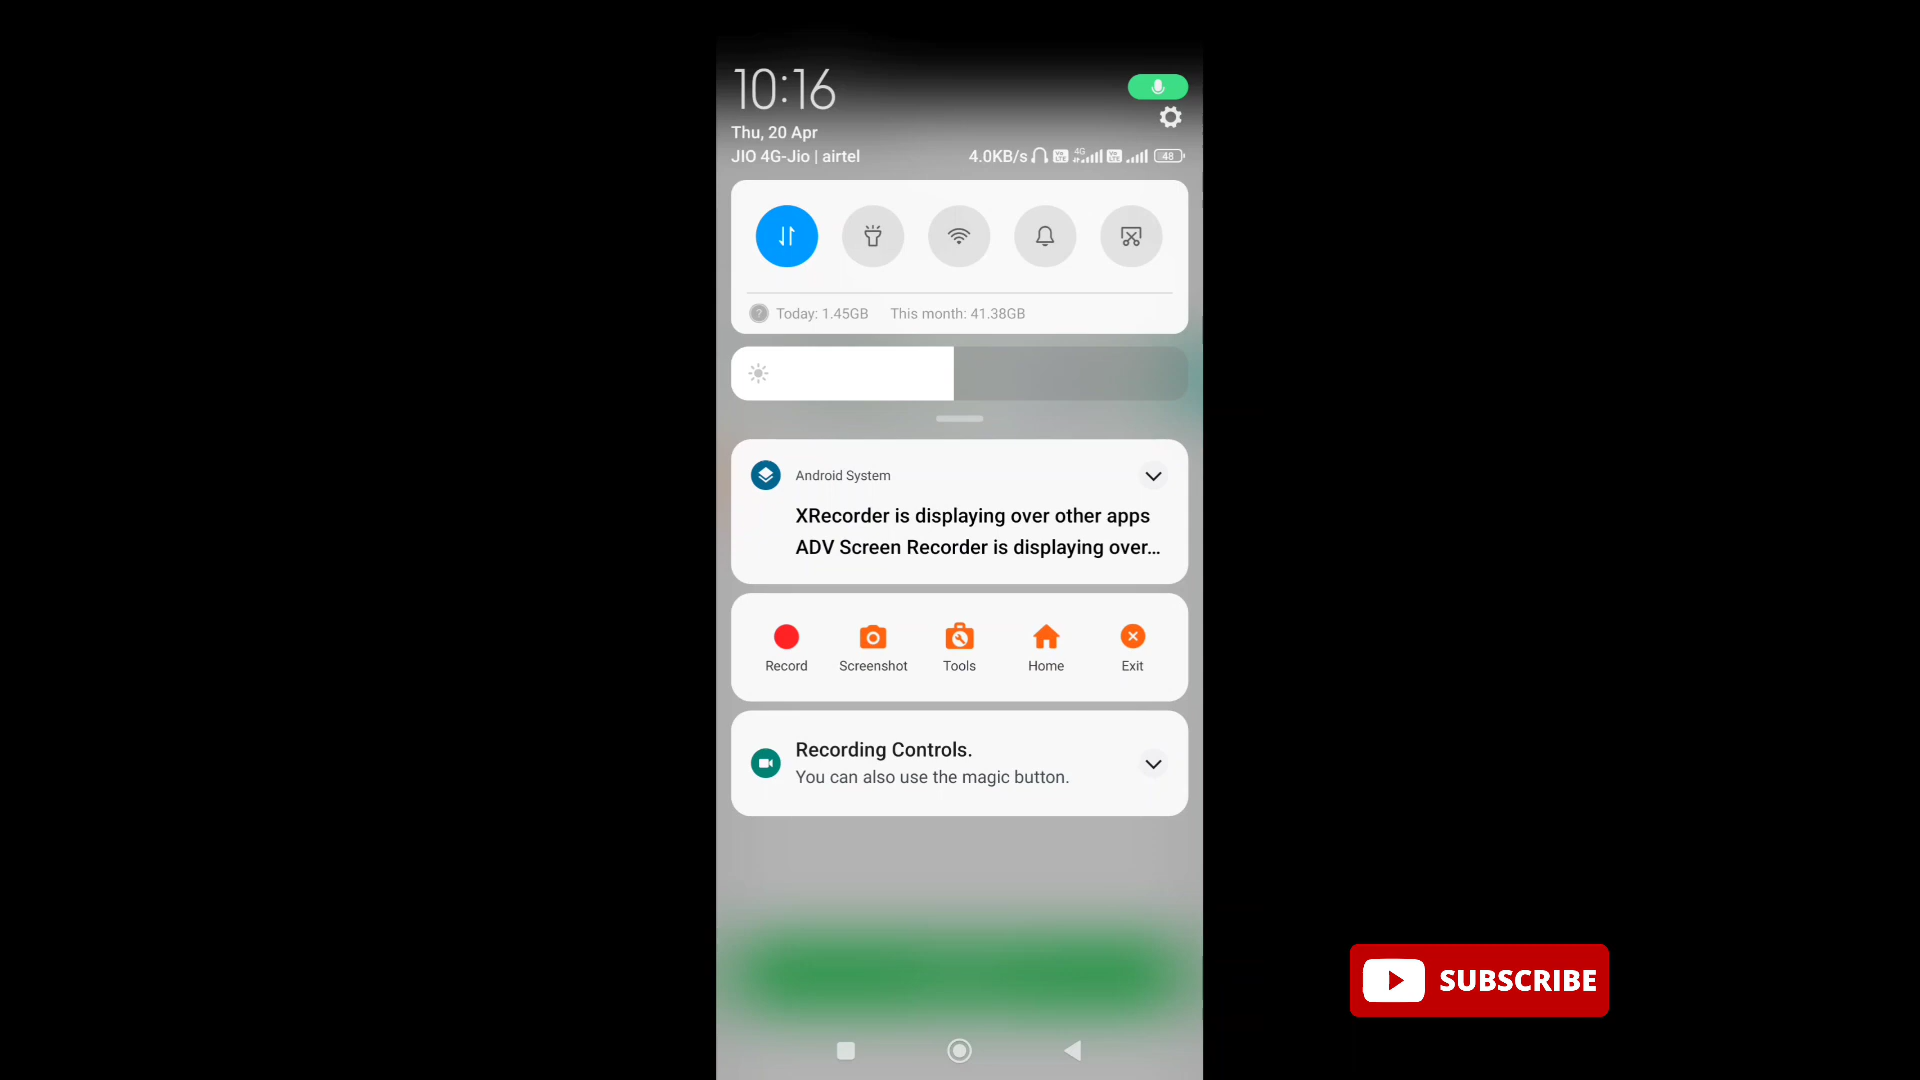 10:16
Thu, 20 Apr
JIO 4G-Jio | airtel
4.0KB/s
4G
48
Today: 1.45GB This month: 41.38GB
Android System
XRecorder is displaying over other apps
ADV Screen Recorder is displaying over...
Record Screenshot Tools Home Exit
Recording Controls.
You can also use the magic button.
SUBSCRIBE